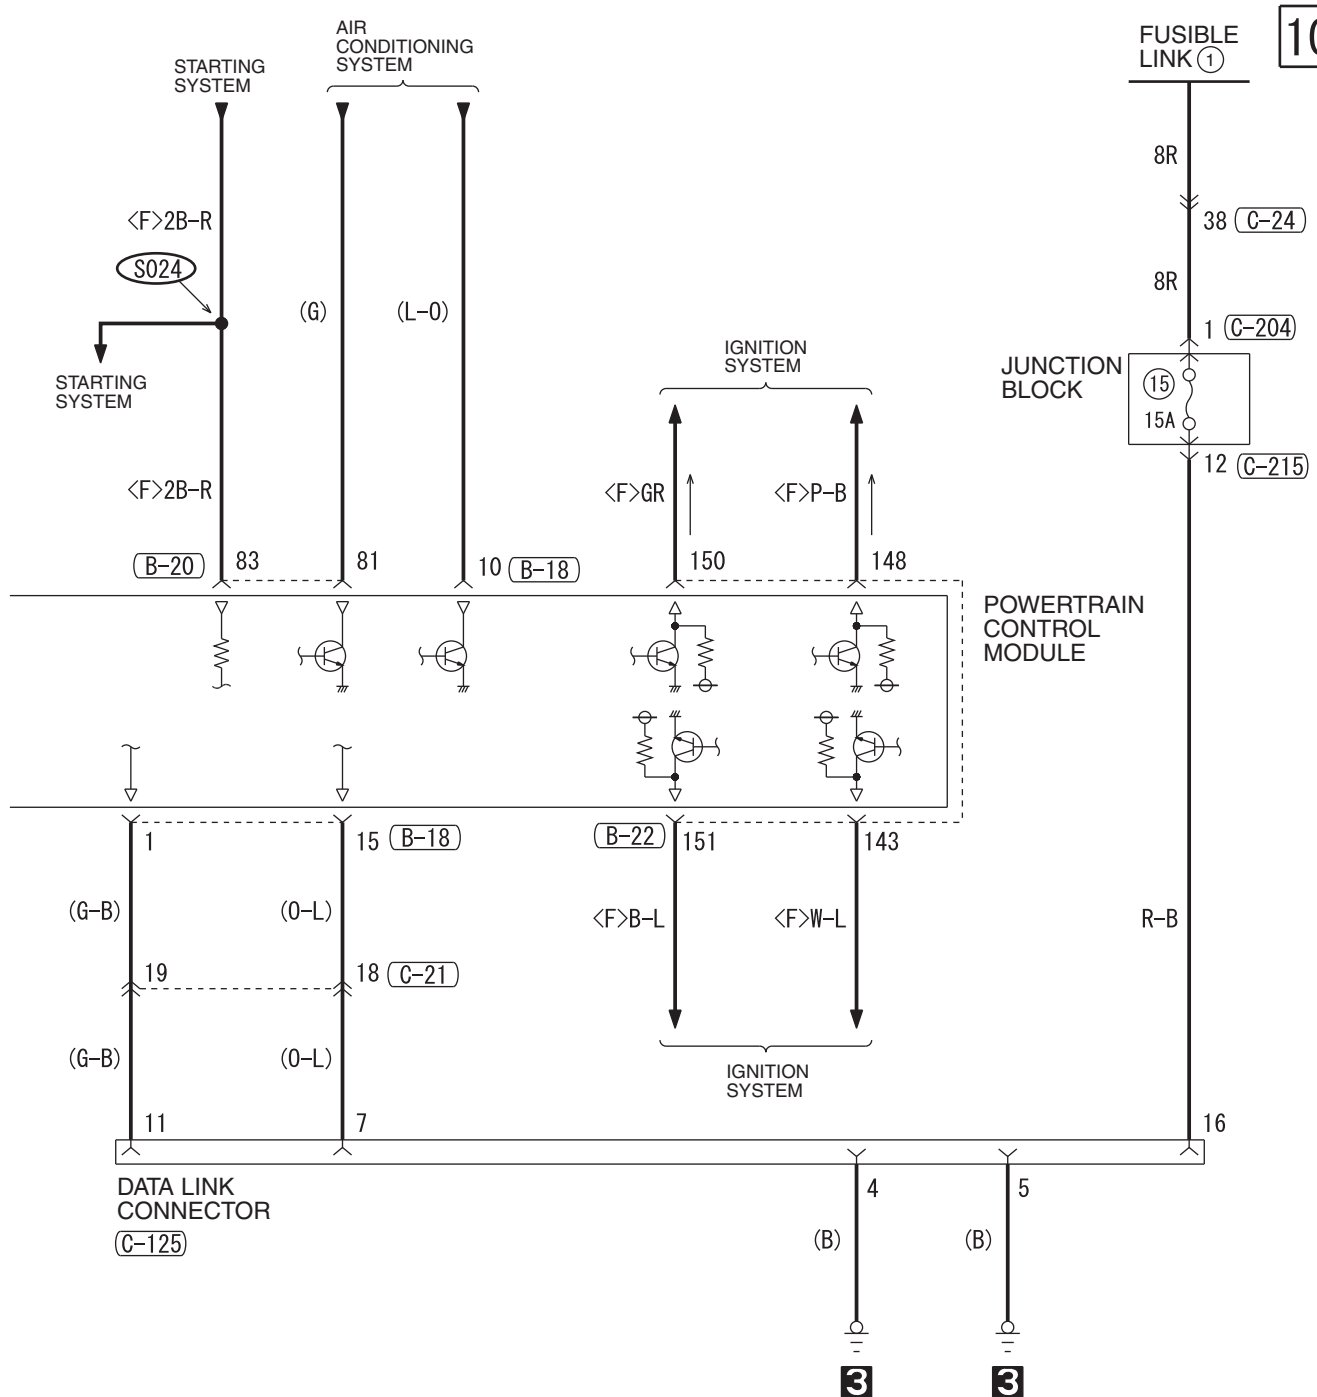 AIR
CONDITIONING
SYSTEM
STARTING
SYSTEM
FUSIBLE
LINK 1
8R
<F>2B-R
38 C-24
S024
8R
(G)
(L-O)
1 C-204
IGNITION
SYSTEM
JUNCTION
BLOCK
15
15A
STARTING
SYSTEM
12 C-215
<F>2B-R
<F>GR
<F>P-B
B-20 83
81
10 B-18
150
148
POWERTRAIN
CONTROL
MODULE
1
15 B-18
B-22 151
143
(G-B)
(O-L)
<F>B-L
<F>W-L
R-B
19
18 C-21
(G-B)
(O-L)
IGNITION
SYSTEM
11
7
16
DATA LINK
CONNECTOR
C-125
4
5
(B)
(B)
3
3